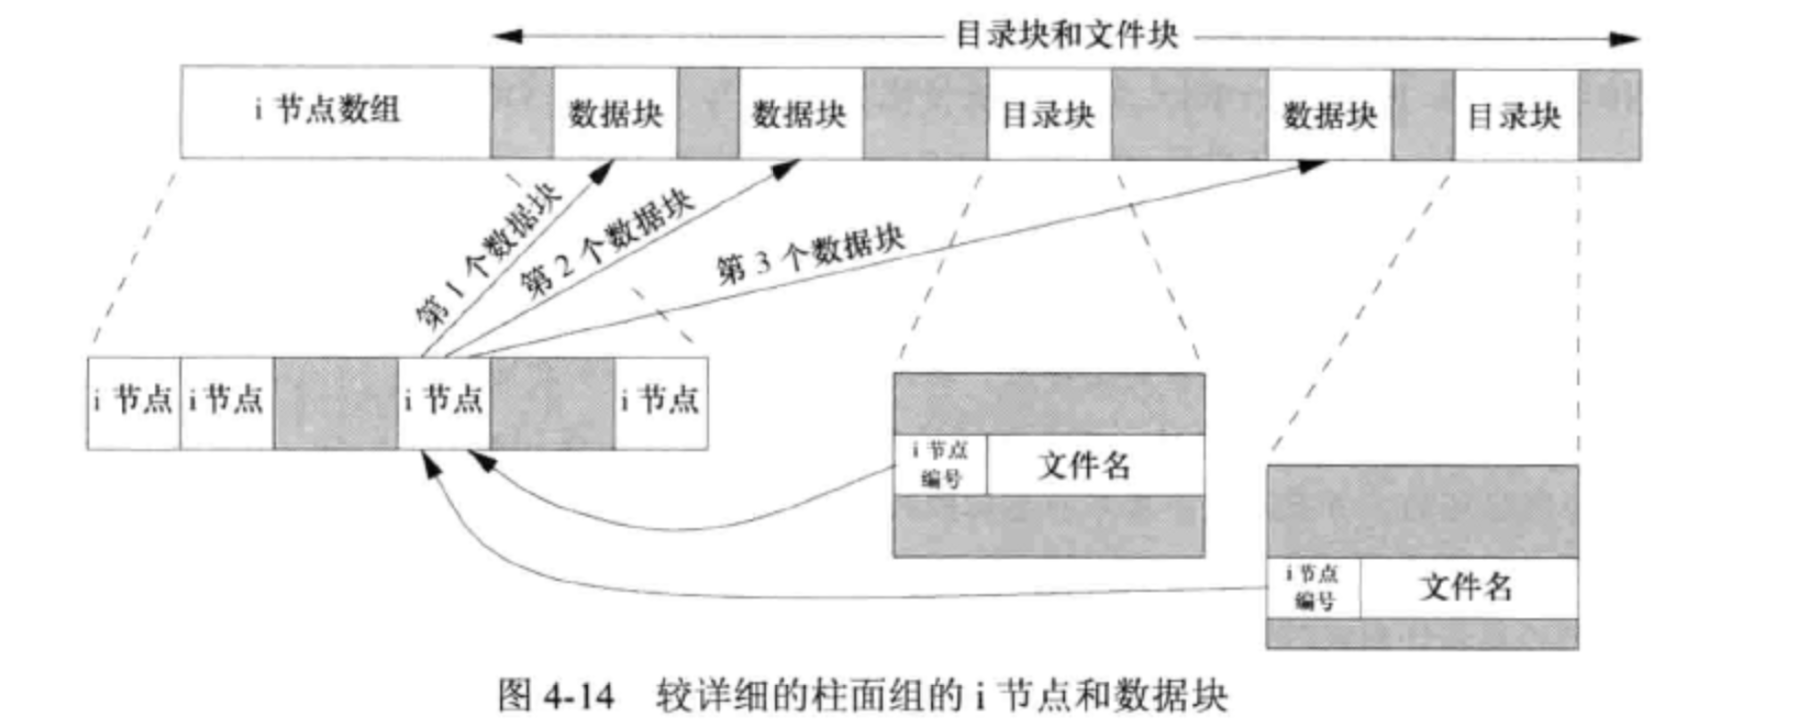 目录块和文件块
i 节点数组 数据块 数据块 目录块 数据块 目录块
第 1 个数据块
第 2 个数据块
第 3 个数据块
i 节点 i 节点 i 节点 i 节点
i 节点
编号
文件名
i 节点
编号
文件名
图 4-14 较详细的柱面组的 i 节点和数据块